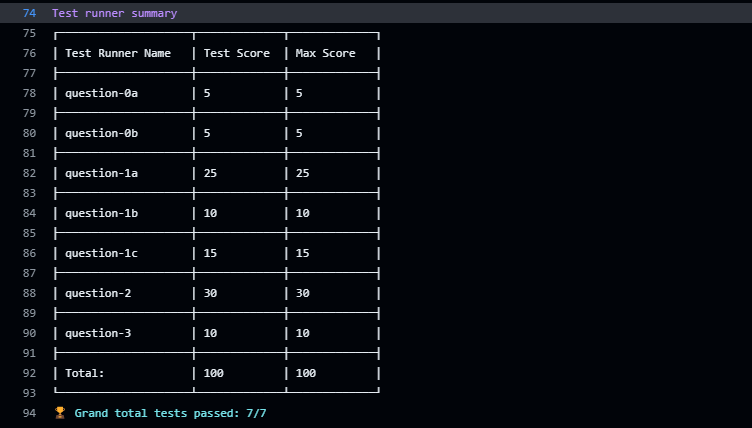 74 Test runner summary
75
76 Test Runner Name Test Score Max Score
77
78 question-0a 5 5
79
80 question-0b 5 5
81
82 question-1a 25 25
83
84 question-1b 10 10
85
86 question-1c 15 15
87
88 question-2 30 30
89
90 question-3 10 10
91
92 Total: 100 100
93
94 🏆 Grand total tests passed: 7/7